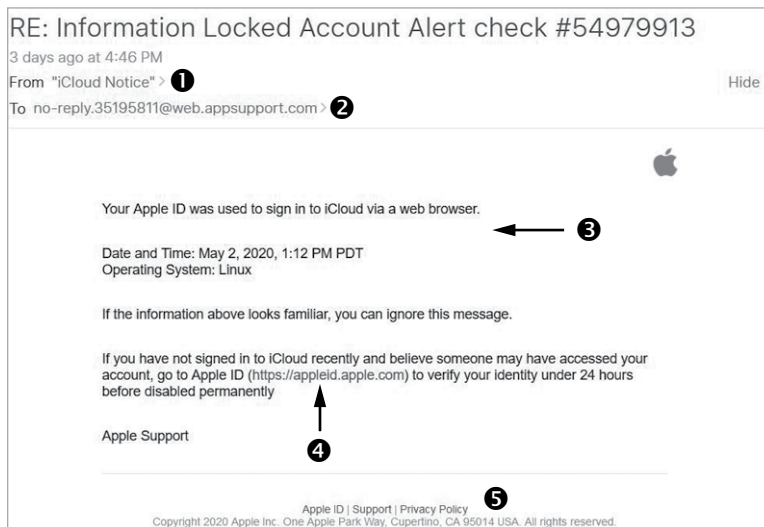 RE: Information Locked Account Alert check #54979913
3 days ago at 4:46 PM
From "iCloud Notice" > ❶ Hide
To no-reply.35195811@web.appsupport.com > ❷
Your Apple ID was used to sign in to iCloud via a web browser.
❸
Date and Time: May 2, 2020, 1:12 PM PDT
Operating System: Linux
If the information above looks familiar, you can ignore this message.
If you have not signed in to iCloud recently and believe someone may have accessed your
account, go to Apple ID (https://appleid.apple.com) to verify your identity under 24 hours
before disabled permanently
Apple Support
❹
❺
Apple ID | Support | Privacy Policy
Copyright 2020 Apple Inc. One Apple Park Way, Cupertino, CA 95014 USA. All rights reserved.